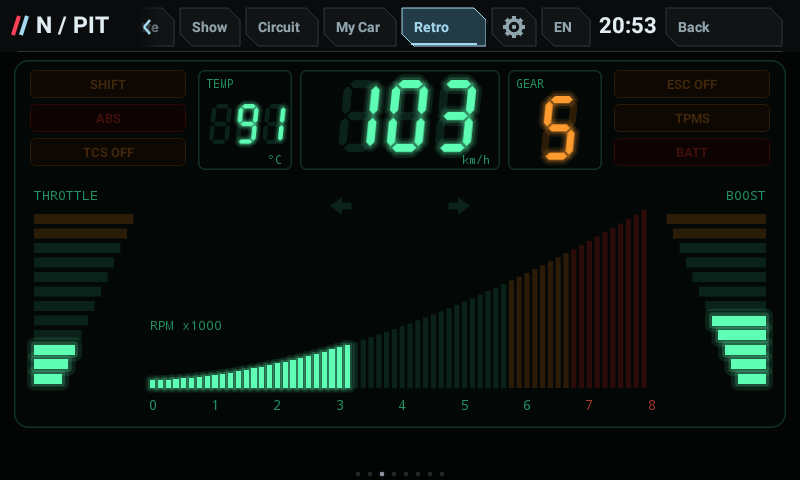 N / PIT
Show
Circuit
My Car
Retro
EN
20:53
Back
SHIFT
ABS
TCS OFF
TEMP
91
°C
103
km/h
GEAR
5
ESC OFF
TPMS
BATT
THROTTLE
BOOST
RPM x1000
0 1 2 3 4 5 6 7 8